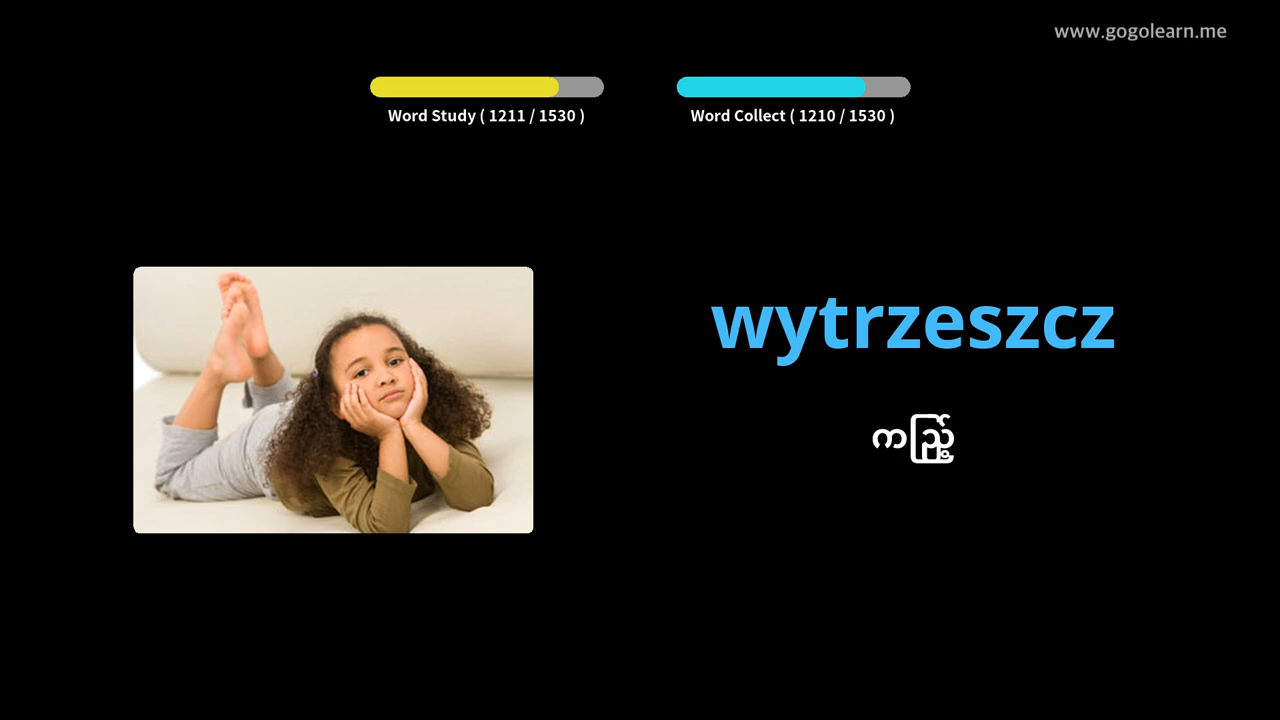 www.gogolearn.me
Word Study ( 1211 / 1530 )
Word Collect ( 1210 / 1530 )
wytrzeszcz
ကြည့်